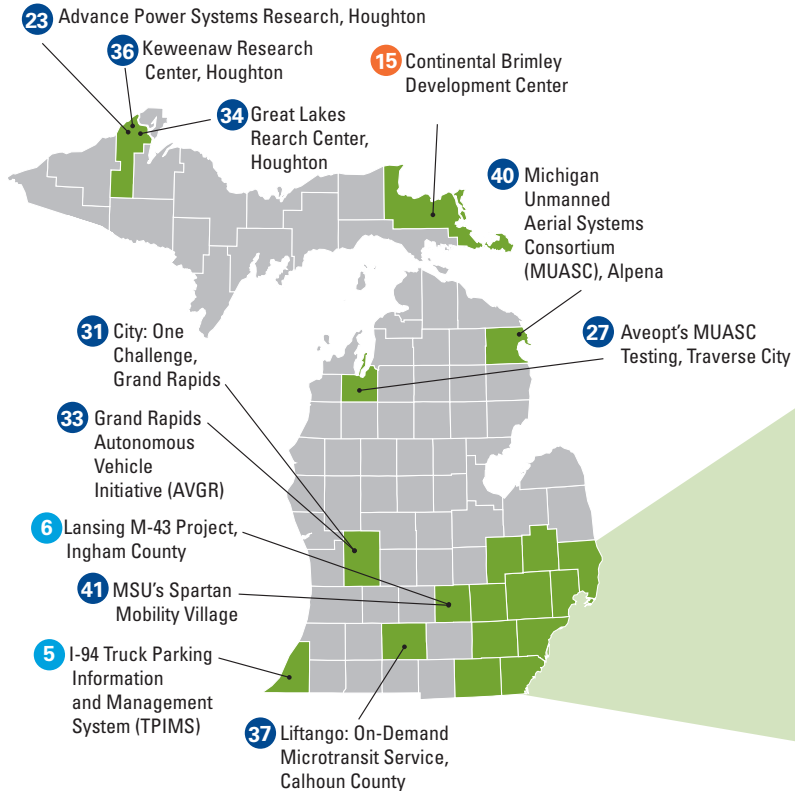 23 Advance Power Systems Research, Houghton
36 Keweenaw Research
Center, Houghton
34 Great Lakes
Rearch Center,
Houghton
15 Continental Brimley
Development Center
40 Michigan
Unmanned
Aerial Systems
Consortium
(MUASC), Alpena
27 Aveopt's MUASC
Testing, Traverse City
31 City: One
Challenge,
Grand Rapids
33 Grand Rapids
Autonomous
Vehicle
Initiative (AVGR)
6 Lansing M-43 Project,
Ingham County
41 MSU's Spartan
Mobility Village
5 I-94 Truck Parking
Information
and Management
System (TPIMS)
37 Liftango: On-Demand
Microtransit Service,
Calhoun County